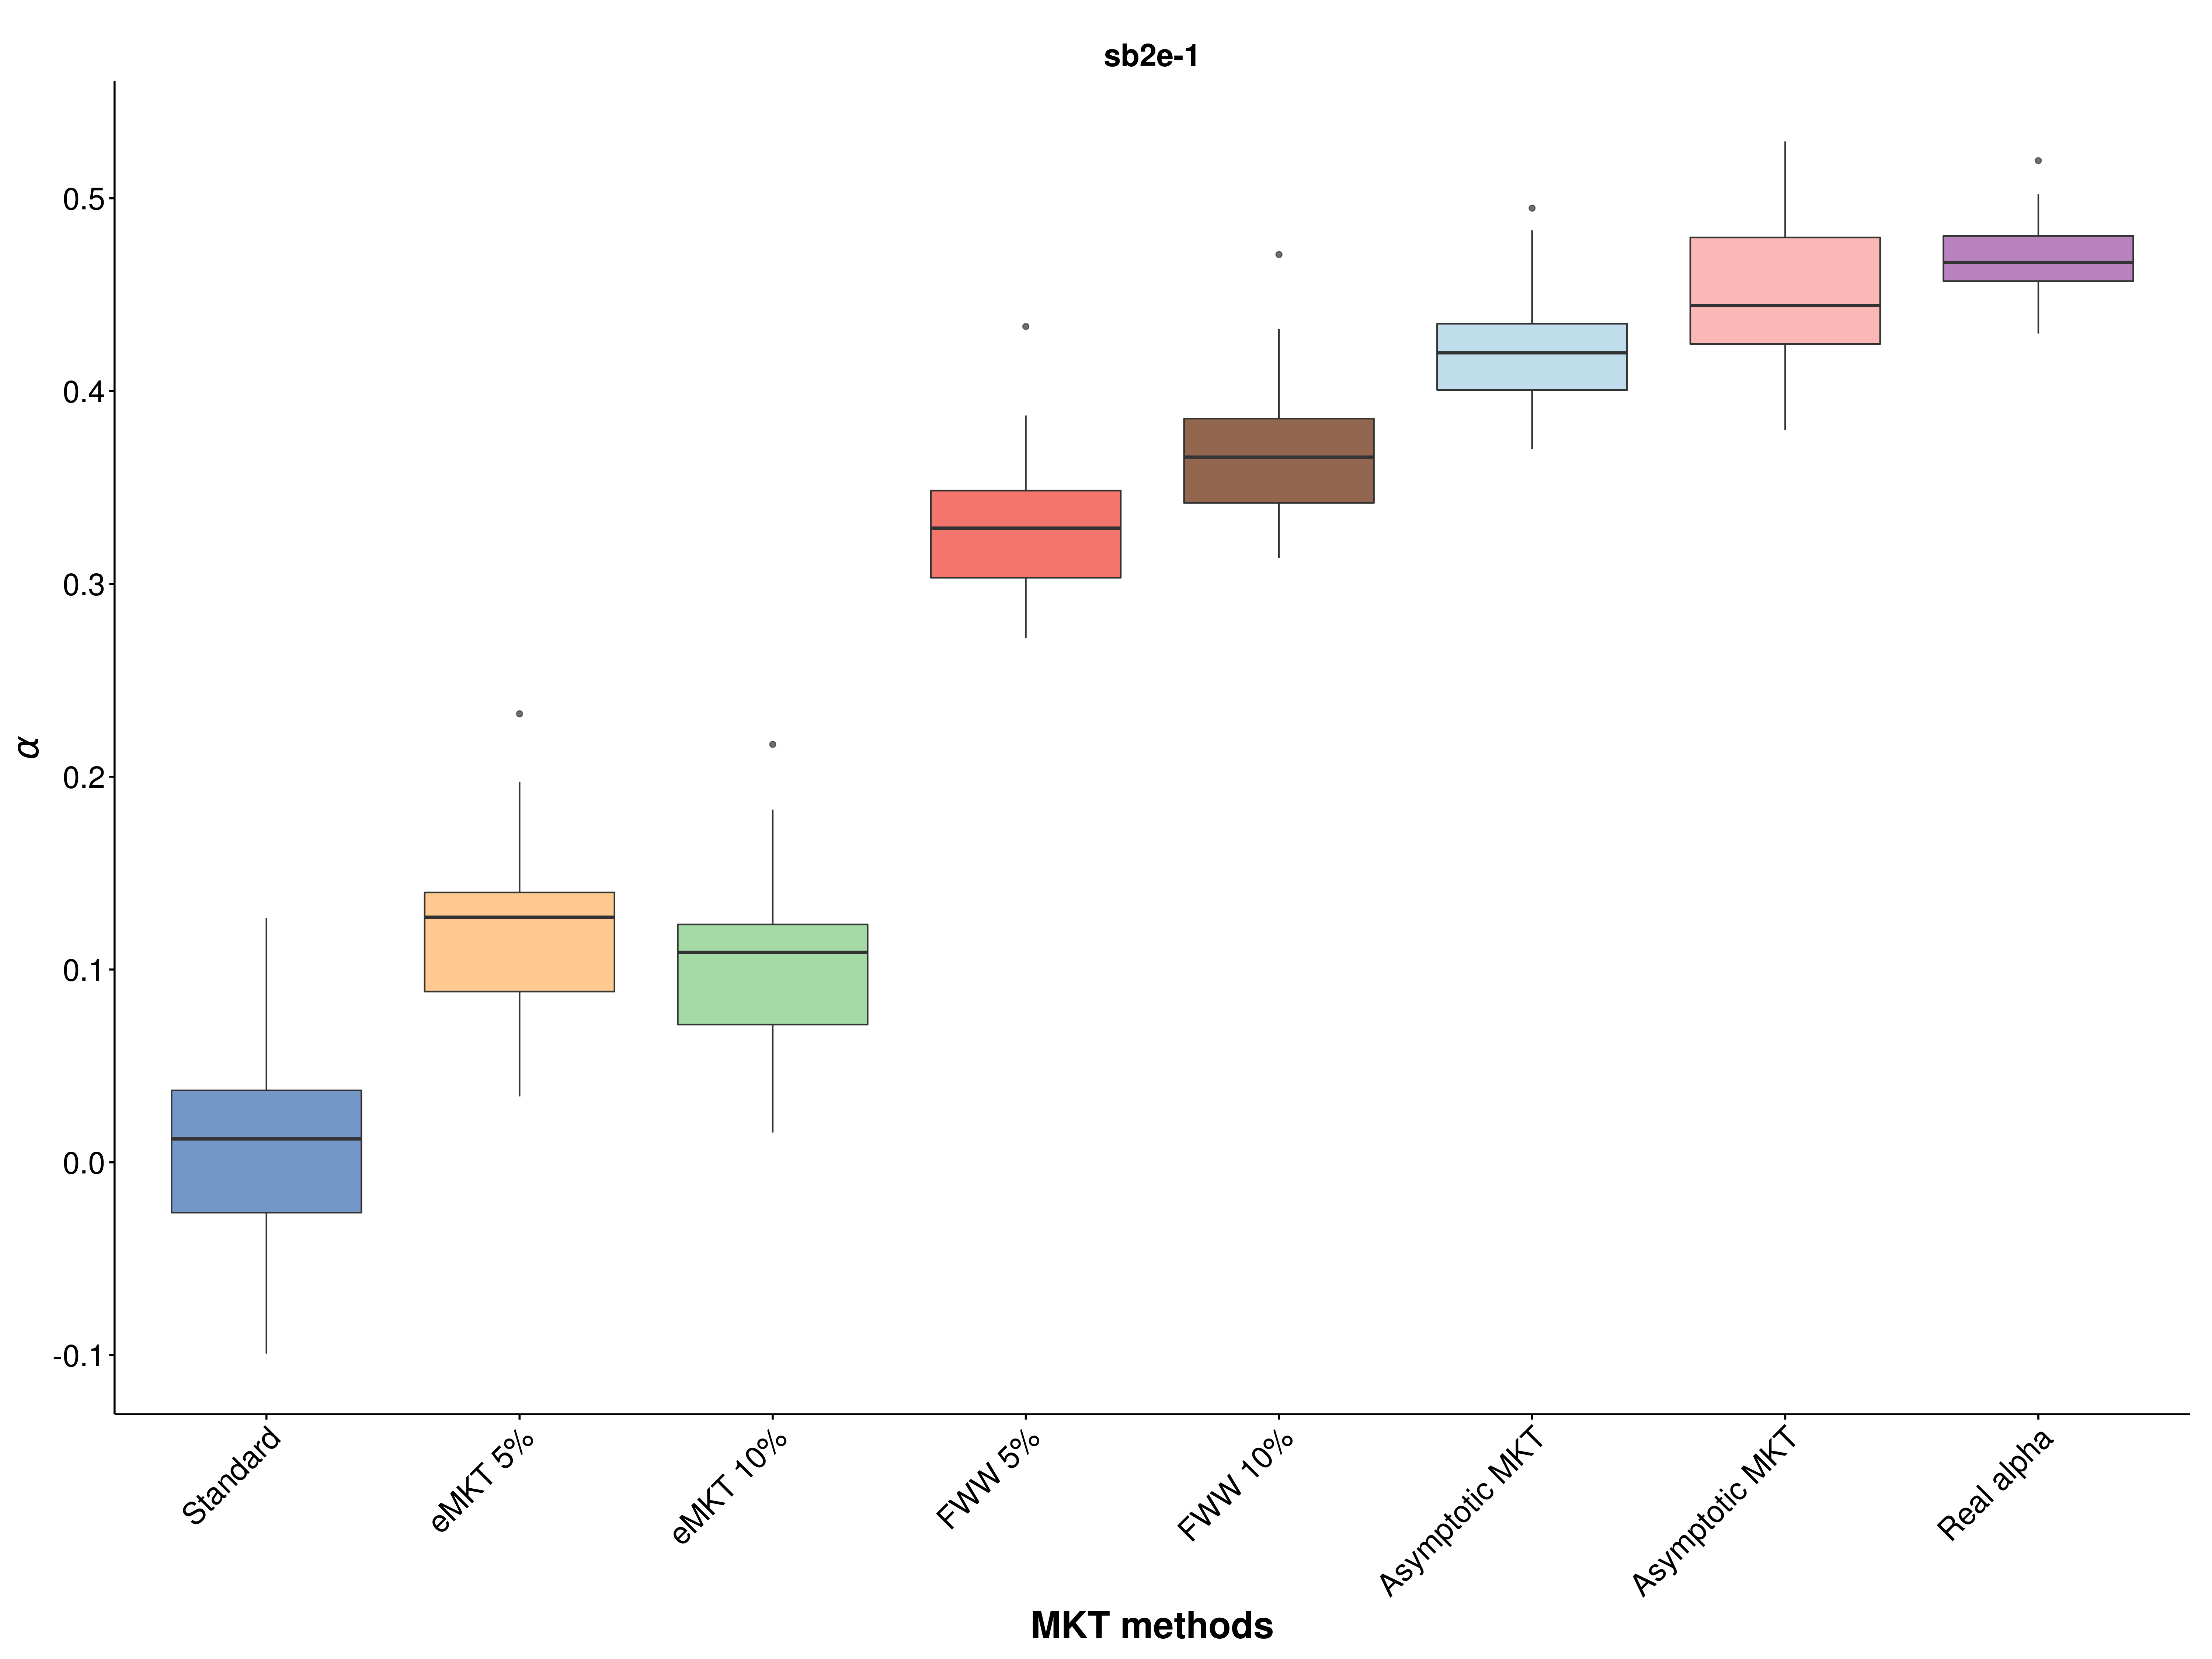 sb2e-1
α
0.5
0.4
0.3
0.2
0.1
0.0
-0.1
Standard
eMKT 5%
eMKT 10%
FWW 5%
FWW 10%
Asymptotic MKT
Asymptotic MKT
Real alpha
MKT methods